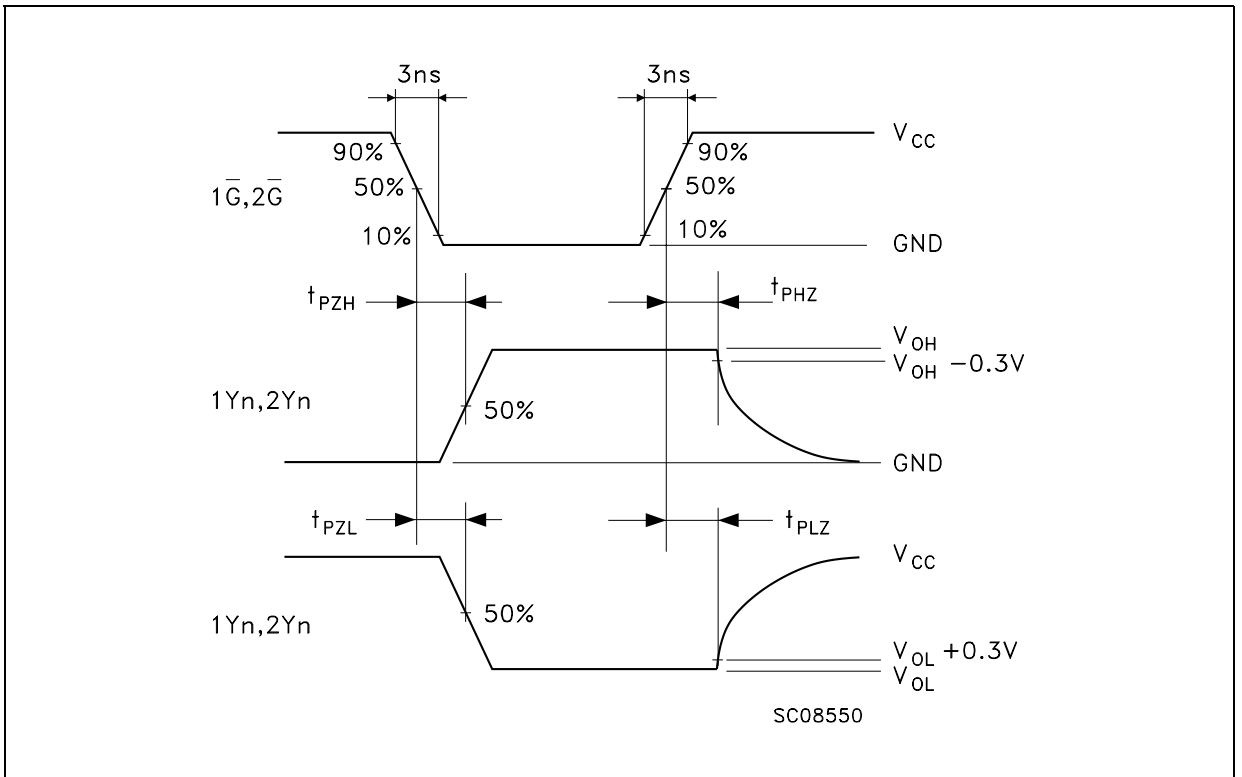 3ns 3ns
V_CC
90% 90%
1G̅,2G̅ 50% 50%
10% 10% GND
t_PZH t_PHZ
V_OH
V_OH −0.3V
1Yn,2Yn 50%
GND
t_PZL t_PLZ
V_CC
1Yn,2Yn 50%
V_OL +0.3V
V_OL
SC08550